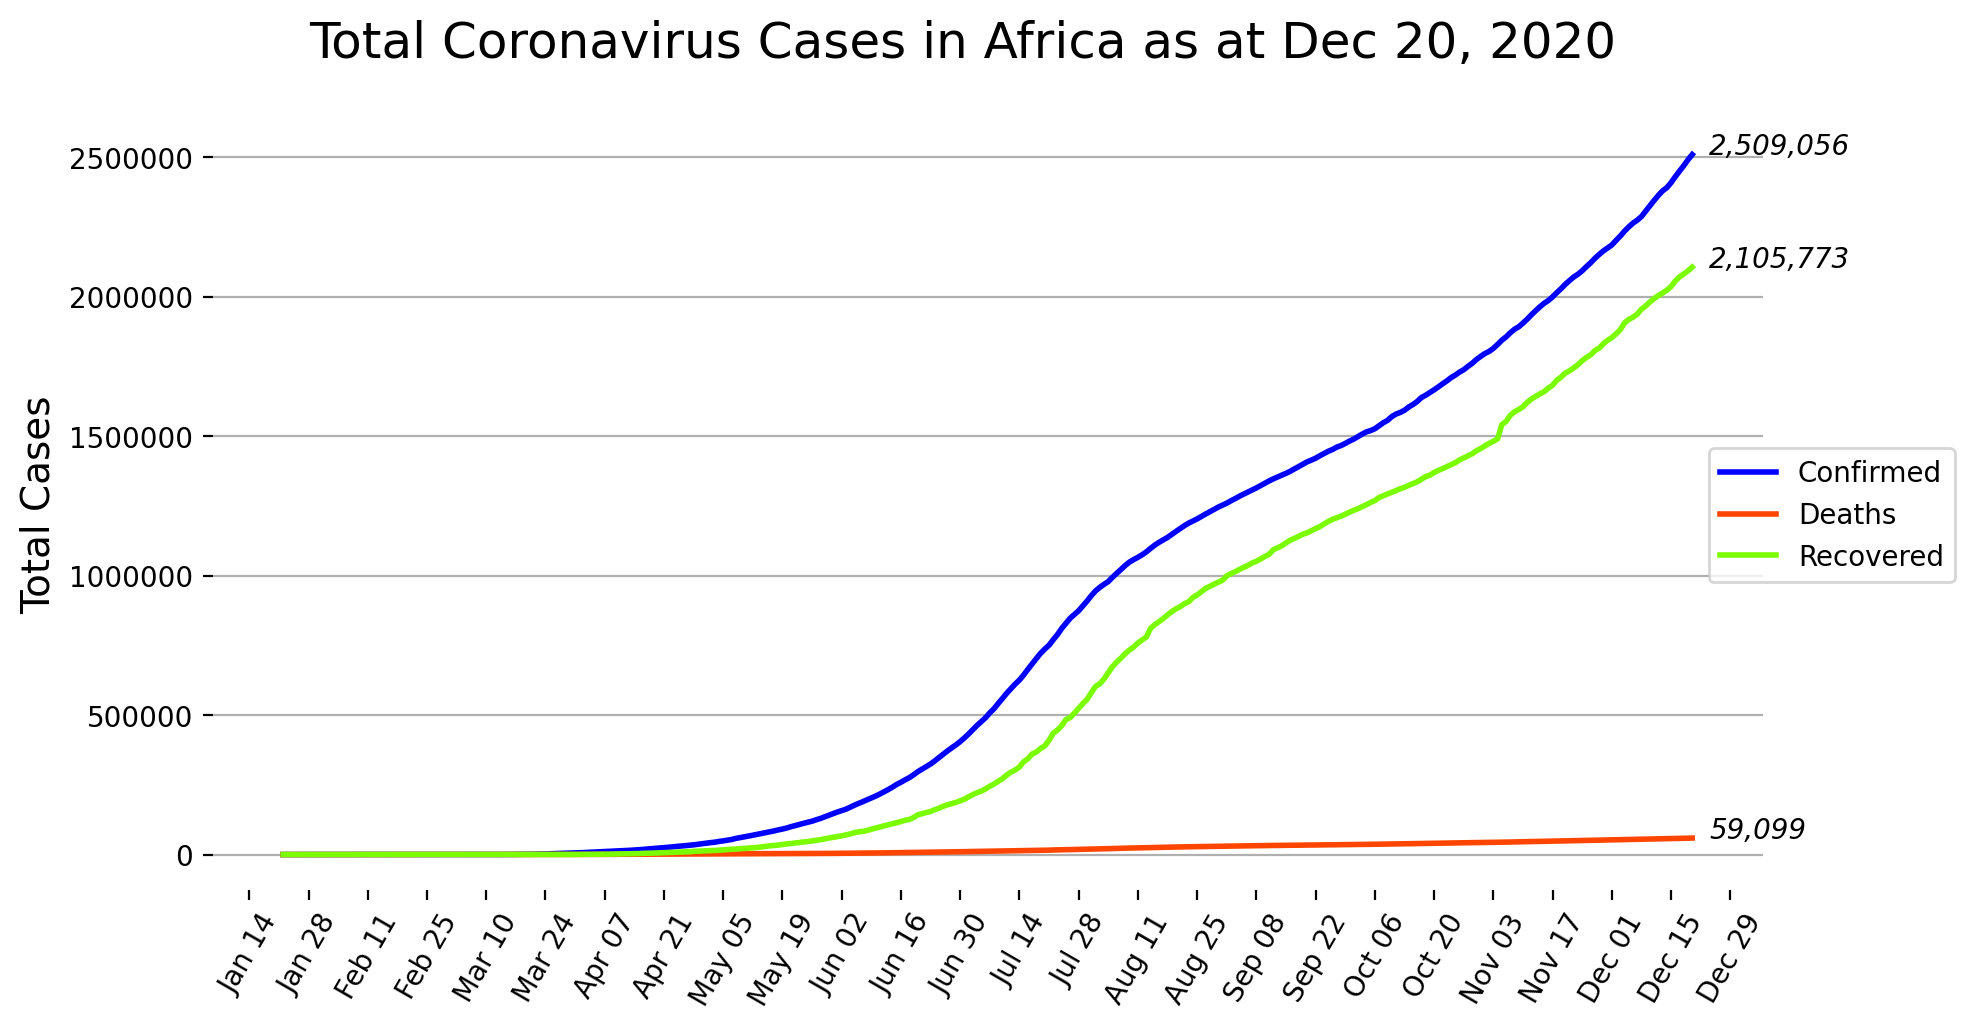 Total Coronavirus Cases in Africa as at Dec 20, 2020
Total Cases
2500000
2000000
1500000
1000000
500000
0
2,509,056
2,105,773
59,099
Confirmed
Deaths
Recovered
Jan 14
Jan 28
Feb 11
Feb 25
Mar 10
Mar 24
Apr 07
Apr 21
May 05
May 19
Jun 02
Jun 16
Jun 30
Jul 14
Jul 28
Aug 11
Aug 25
Sep 08
Sep 22
Oct 06
Oct 20
Nov 03
Nov 17
Dec 01
Dec 15
Dec 29